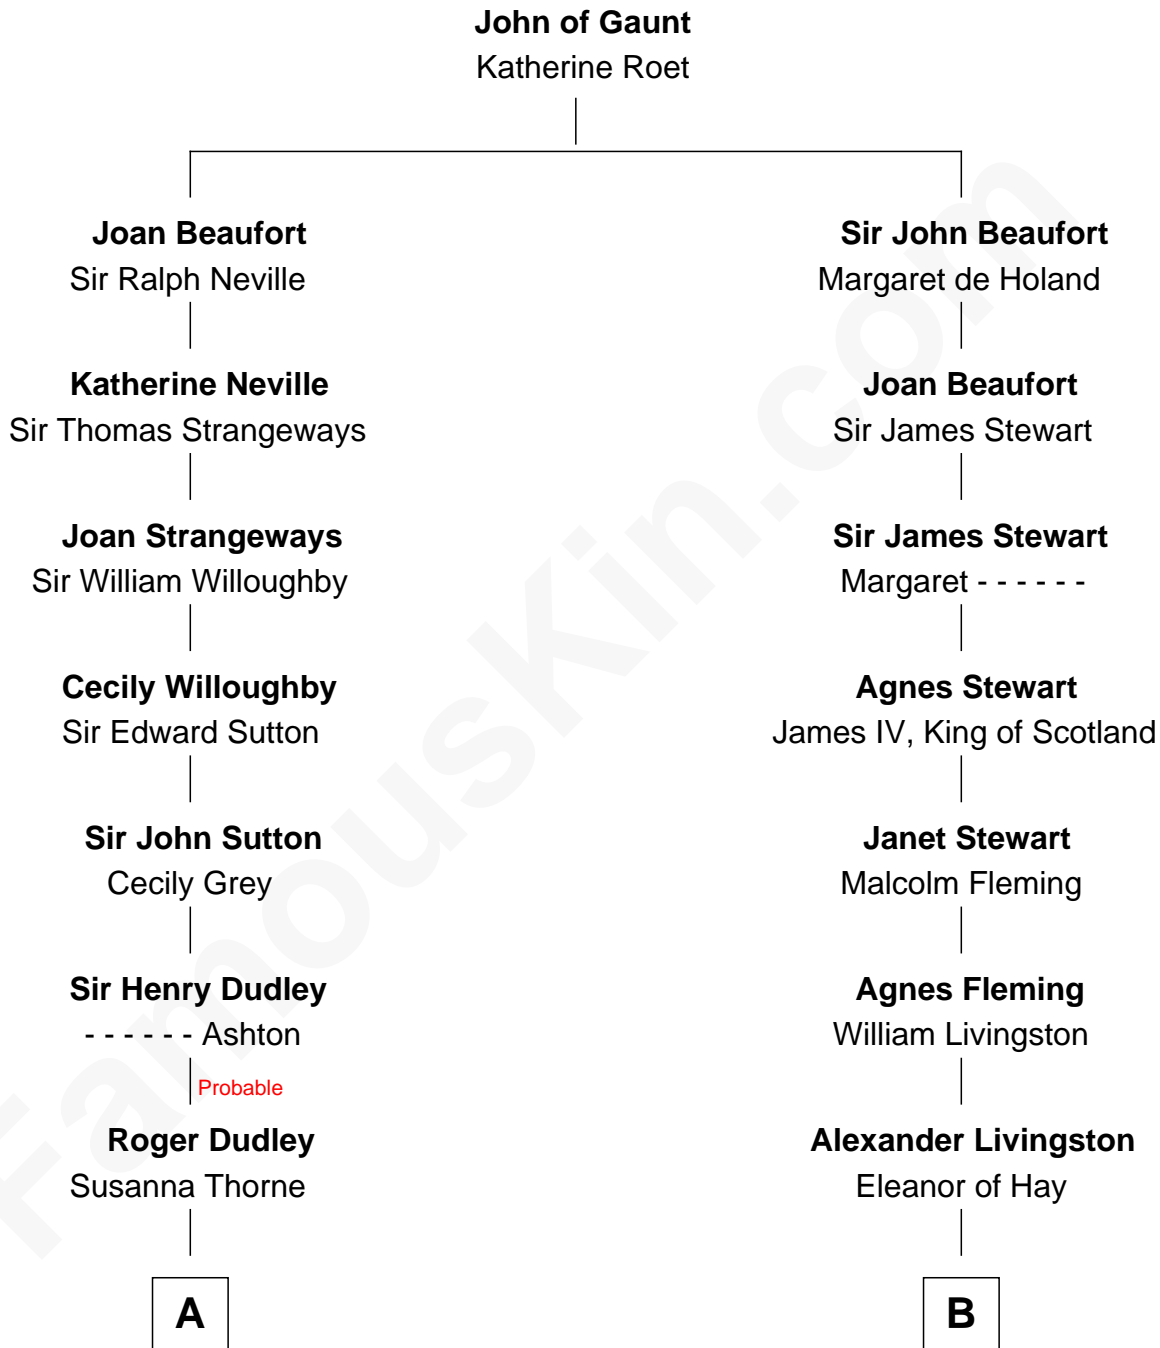 John of Gaunt
Katherine Roet
Joan Beaufort
Sir Ralph Neville
Katherine Neville
Sir Thomas Strangeways
Joan Strangeways
Sir William Willoughby
Cecily Willoughby
Sir Edward Sutton
Sir John Sutton
Cecily Grey
Sir Henry Dudley
- - - - - - Ashton
Probable
Roger Dudley
Susanna Thorne
A
Sir John Beaufort
Margaret de Holand
Joan Beaufort
Sir James Stewart
Sir James Stewart
Margaret - - - - - -
Agnes Stewart
James IV, King of Scotland
Janet Stewart
Malcolm Fleming
Agnes Fleming
William Livingston
Alexander Livingston
Eleanor of Hay
B
FamousKin.com